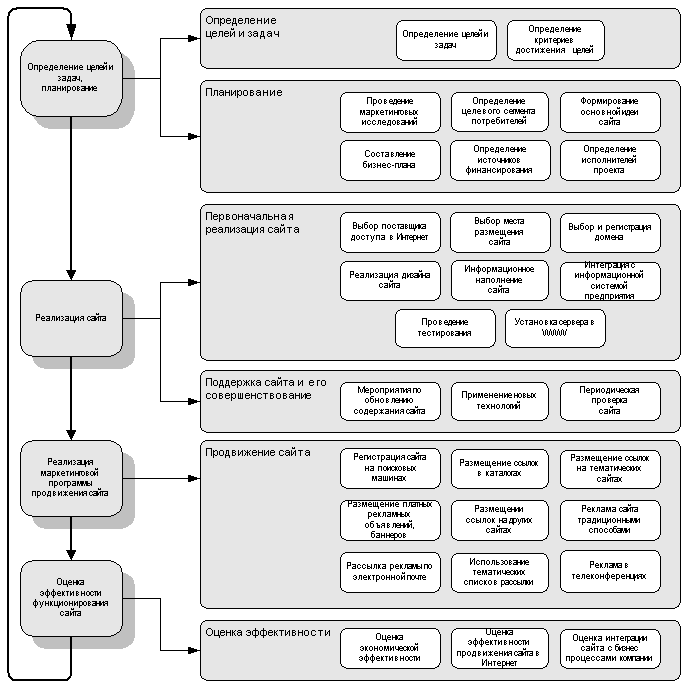 Определение целей и
задач,
планирование
Определение
целей и задач
Определение целей и
задач
Определение
критериев
достижения целей
Планирование
Проведение
маркетинговых
исследований
Определение
целевого сегмента
потребителей
Формирование
основной идеи
сайта
Составление
бизнес-плана
Определение
источников
финансирования
Определение
исполнителей
проекта
Реализация сайта
Первоначальная
реализация сайта
Выбор поставщика
доступа в Интернет
Выбор места
размещения
сайта
Выбор и регистрация
домена
Реализация дизайна
сайта
Информационное
наполнение
сайта
Интеграция с
информационной
системой
предприятия
Проведение
тестирования
Установка сервера в
WWW
Поддержка сайта и его
совершенствование
Мероприятия по
обновлению
содержания сайта
Применение новых
технологий
Периодическая
проверка
сайта
Реализация
маркетинговой
программы
продвижения сайта
Продвижение сайта
Регистрация сайта
на поисковых
машинах
Размещение ссылок
в каталогах
Размещение ссылок
на тематических
сайтах
Размещение платных
рекламных
объявлений,
баннеров
Размещении
ссылок на других
сайтах
Реклама сайта
традиционными
способами
Рассылка рекламы по
электронной почте
Использование
тематических
списков рассылки
Реклама в
телеконференциях
Оценка
эффективности
функционирования
сайта
Оценка эффективности
Оценка
экономической
эффективности
Оценка
эффективности
продвижения сайта в
Интернет
Оценка интеграции
сайта с бизнес
процессами компании